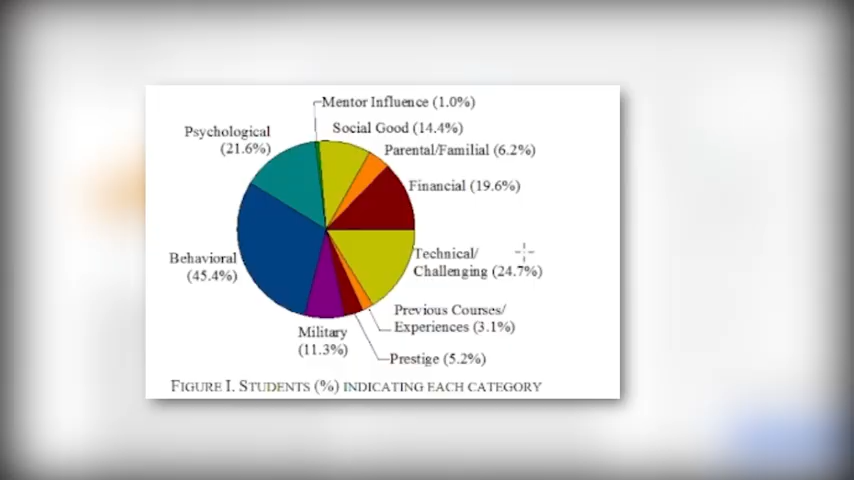 Mentor Influence (1.0%)
Social Good (14.4%)
Psychological
(21.6%)
Parental/Familial (6.2%)
Financial (19.6%)
Technical/
Challenging (24.7%)
Behavioral
(45.4%)
Previous Courses/
Experiences (3.1%)
Military
(11.3%)
Prestige (5.2%)
FIGURE I. STUDENTS (%) INDICATING EACH CATEGORY